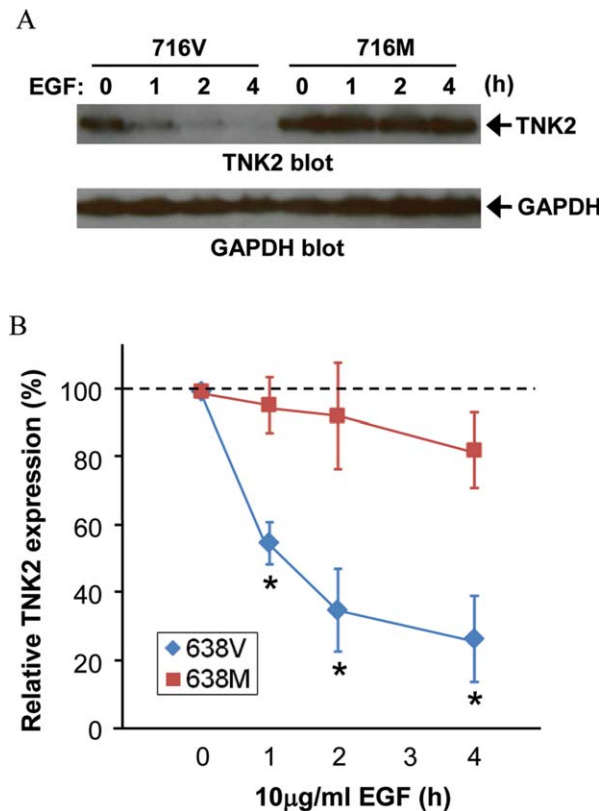 A
716V 716M
EGF: 0 1 2 4 0 1 2 4 (h)
TNK2
TNK2 blot
GAPDH
GAPDH blot
B
Relative TNK2 expression (%)
100
80
60
40
20
0
* * *
638V
638M
0 1 2 3 4
10μg/ml EGF (h)